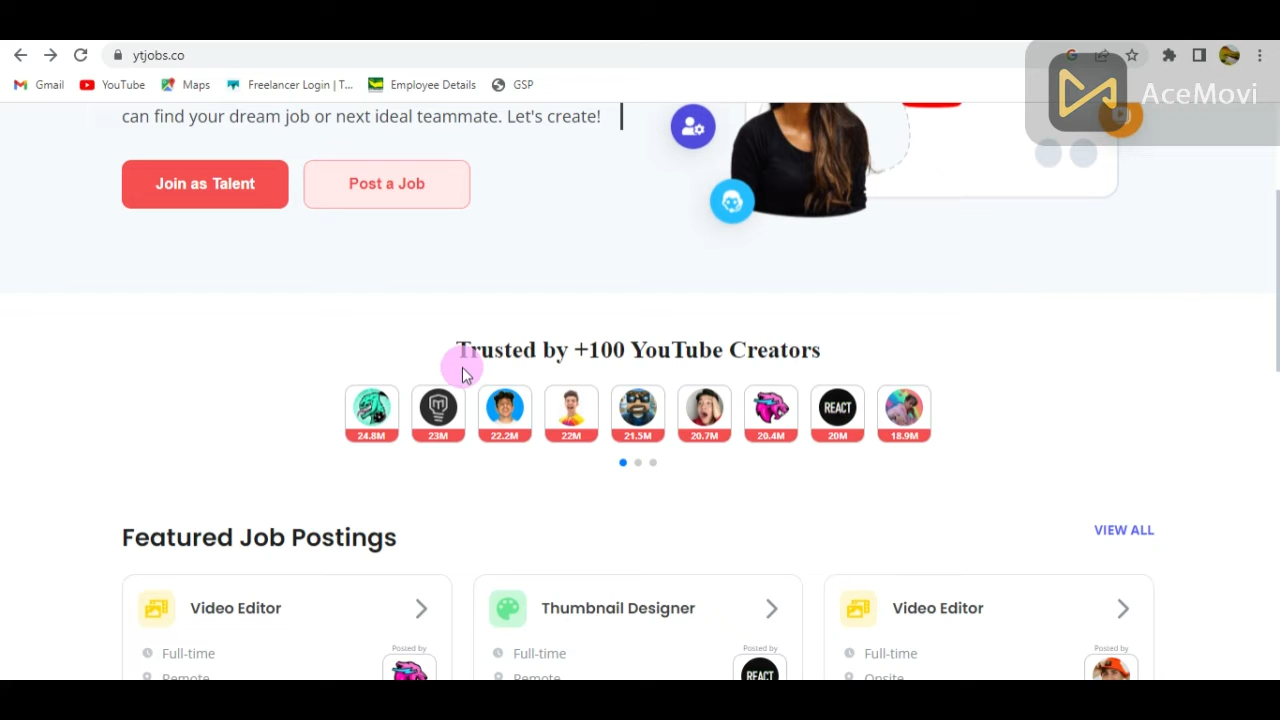 ytjobs.co
Gmail YouTube Maps Freelancer Login | T... Employee Details GSP
AceMovi
can find your dream job or next ideal teammate. Let's create!
Join as Talent Post a Job
Trusted by +100 YouTube Creators
REACT
24.8M 23M 22.2M 22M 21.5M 20.7M 20.4M 20M 18.9M
Featured Job Postings VIEW ALL
Video Editor Thumbnail Designer Video Editor
Full-time Posted by Full-time Posted by Full-time Posted by
Remote Remote REACT Onsite